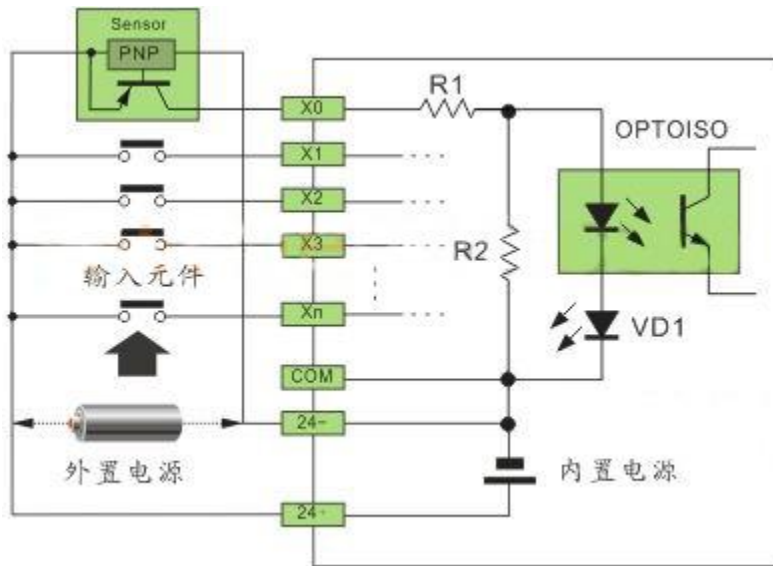 Sensor
PNP
R1
X0
OPTOISO
X1
X2
X3
R2
输入元件
Xn
VD1
COM
24-
外置电源
内置电源
24